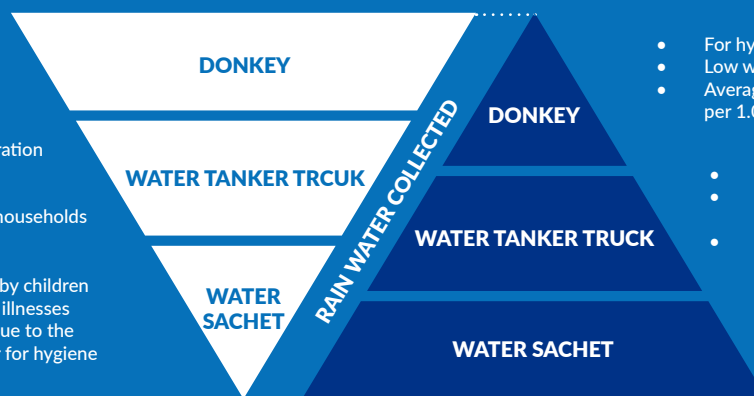 ration
households
by children
illnesses
ue to the
for hygiene
DONKEY
WATER TANKER TRCUK
WATER
SACHET
RAIN WATER COLLECTED
DONKEY
WATER TANKER TRUCK
WATER SACHET
• For hy
• Low w
• Averag
per 1.0
•
•
•